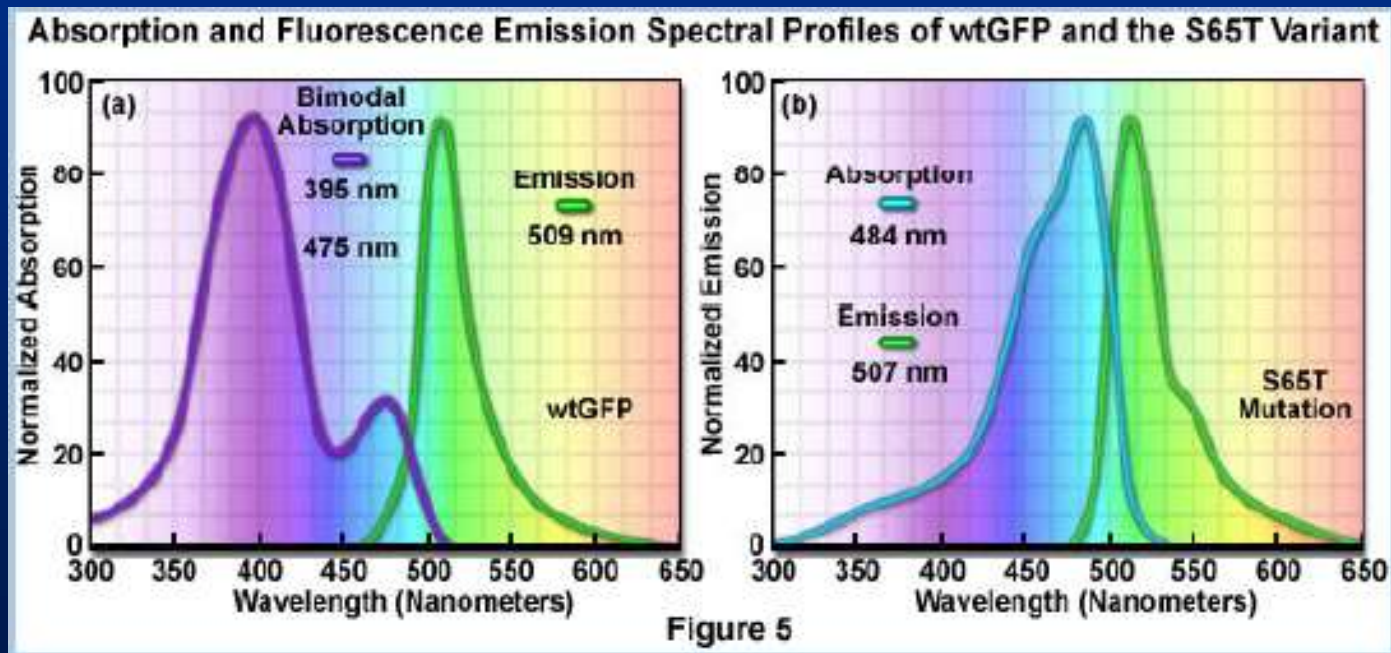 Absorption and Fluorescence Emission Spectral Profiles of wtGFP and the S65T Variant
(a)
Normalized Absorption
100
80
60
40
20
0
Bimodal
Absorption
395 nm
475 nm
Emission
509 nm
wtGFP
300 350 400 450 500 550 600 650
Wavelength (Nanometers)
(b)
Normalized Emission
100
80
60
40
20
0
Absorption
484 nm
Emission
507 nm
S65T
Mutation
300 350 400 450 500 550 600 650
Wavelength (Nanometers)
Figure 5